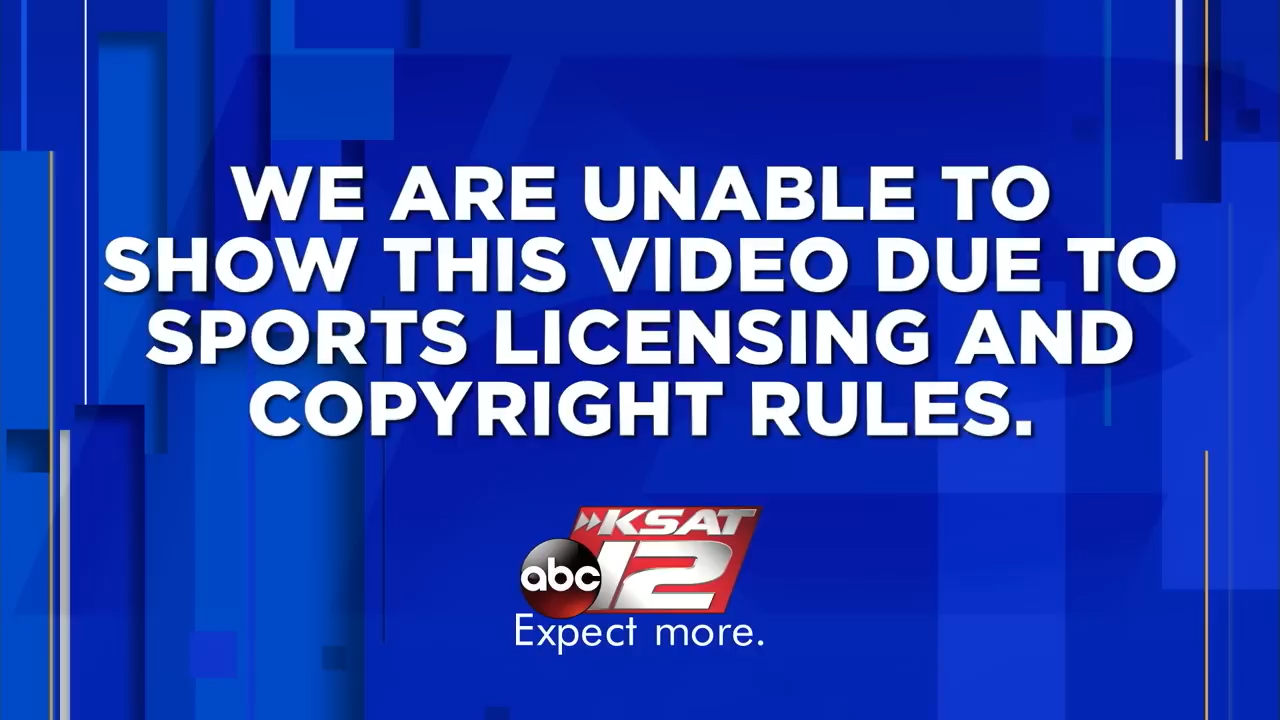 WE ARE UNABLE TO
SHOW THIS VIDEO DUE TO
SPORTS LICENSING AND
COPYRIGHT RULES.
KSAT
abc 12
Expect more.